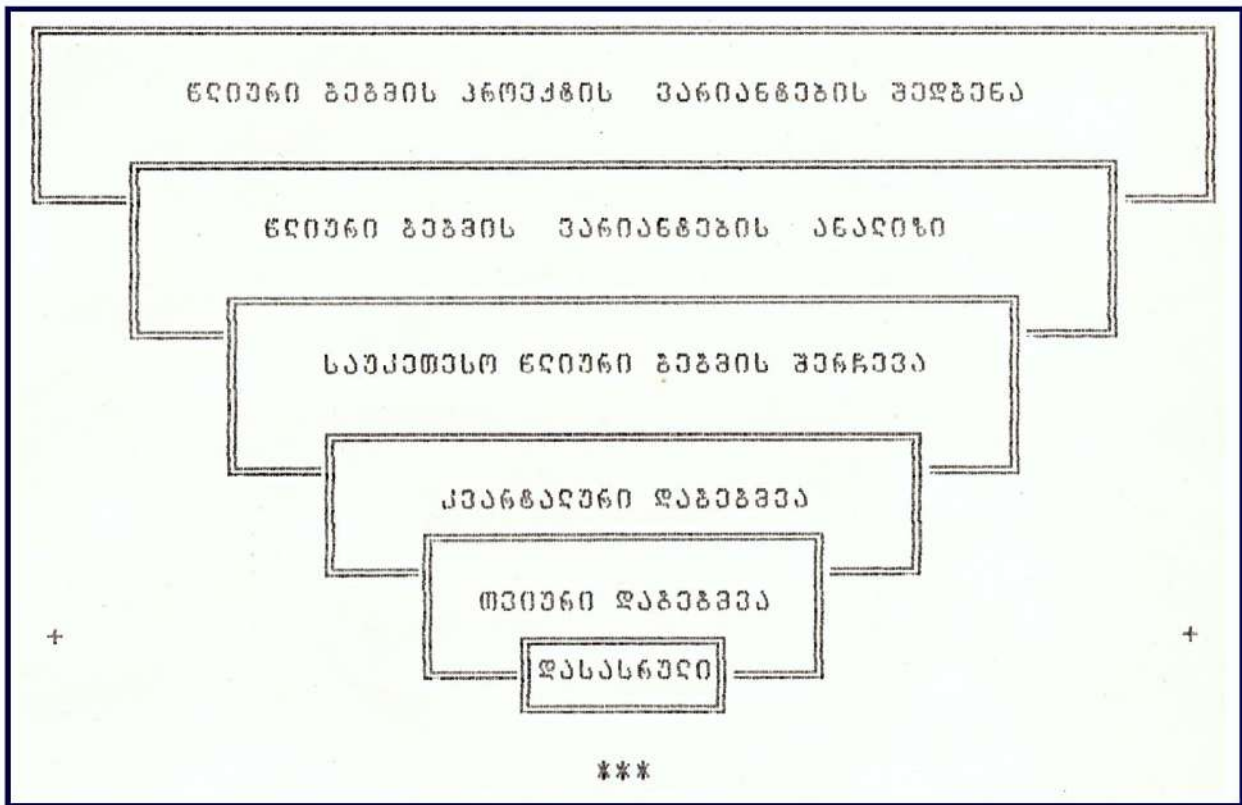 წლიური გეგმის პროექტის ვარიანტების შედგენა
წლიური გეგმის ვარიანტების ანალიზი
საუკეთესო წლიური გეგმის შერჩევა
კვარტალური დაგეგმვა
თვიური დაგეგმვა
დასასრული
***